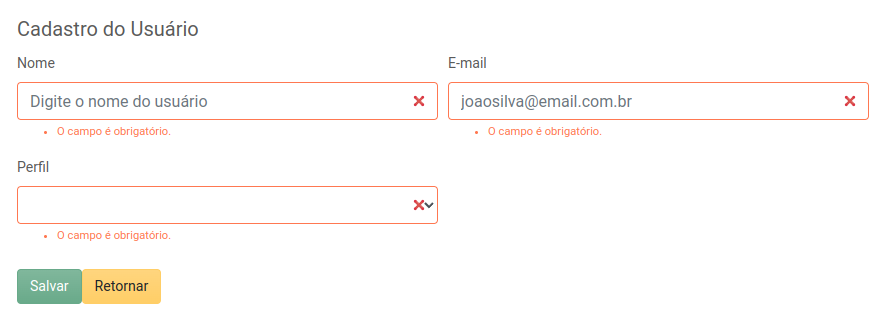 Cadastro do Usuário
Nome
E-mail
Digite o nome do usuário
joaosilva@email.com.br
• O campo é obrigatório.
• O campo é obrigatório.
Perfil
• O campo é obrigatório.
Salvar
Retornar